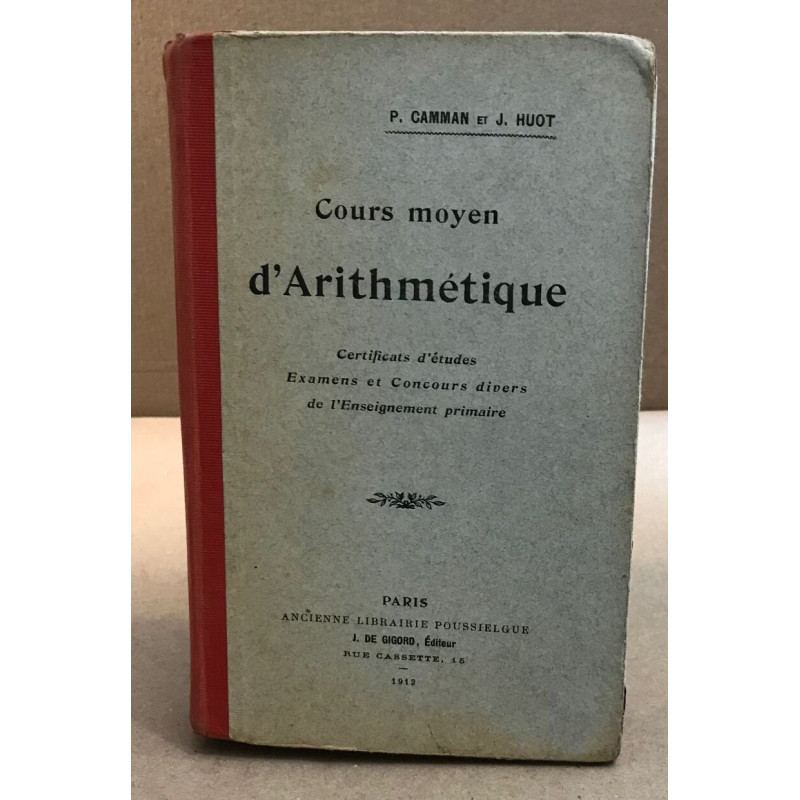 P. CAMMAN ET J. HUOT
Cours moyen
d'Arithmétique
Certificats d'études
Examens et Concours divers
de l'Enseignement primaire
PARIS
ANCIENNE LIBRAIRIE POUSSIELGUE
J. DE GIGORD, Éditeur
RUE CASSETTE, 15
1912